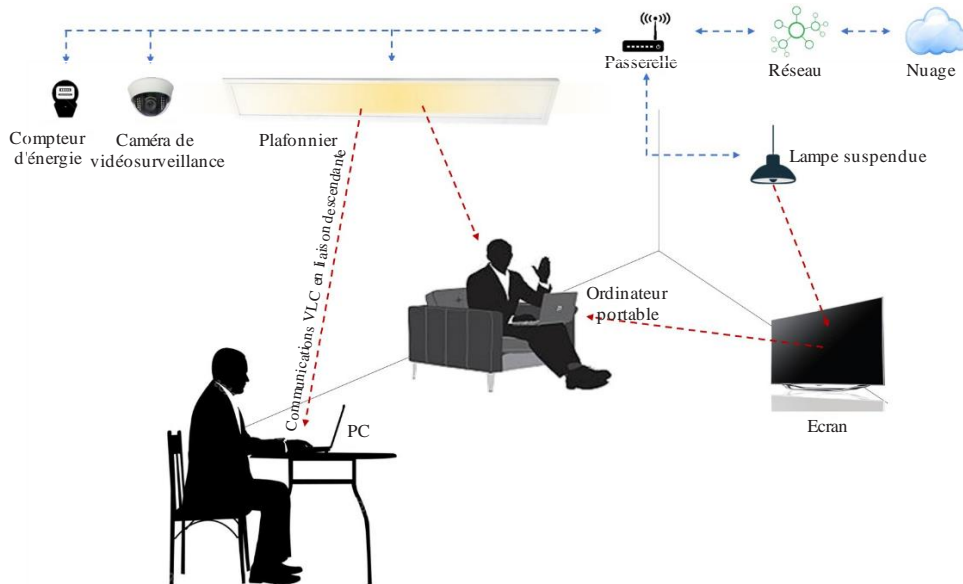 Passerelle
Réseau
Nuage
Compteur
d'énergie
Caméra de
vidéosurveillance
Plafonnier
Lampe suspendue
Communications VLC en liaison descendante
Ordinateur
portable
PC
Ecran